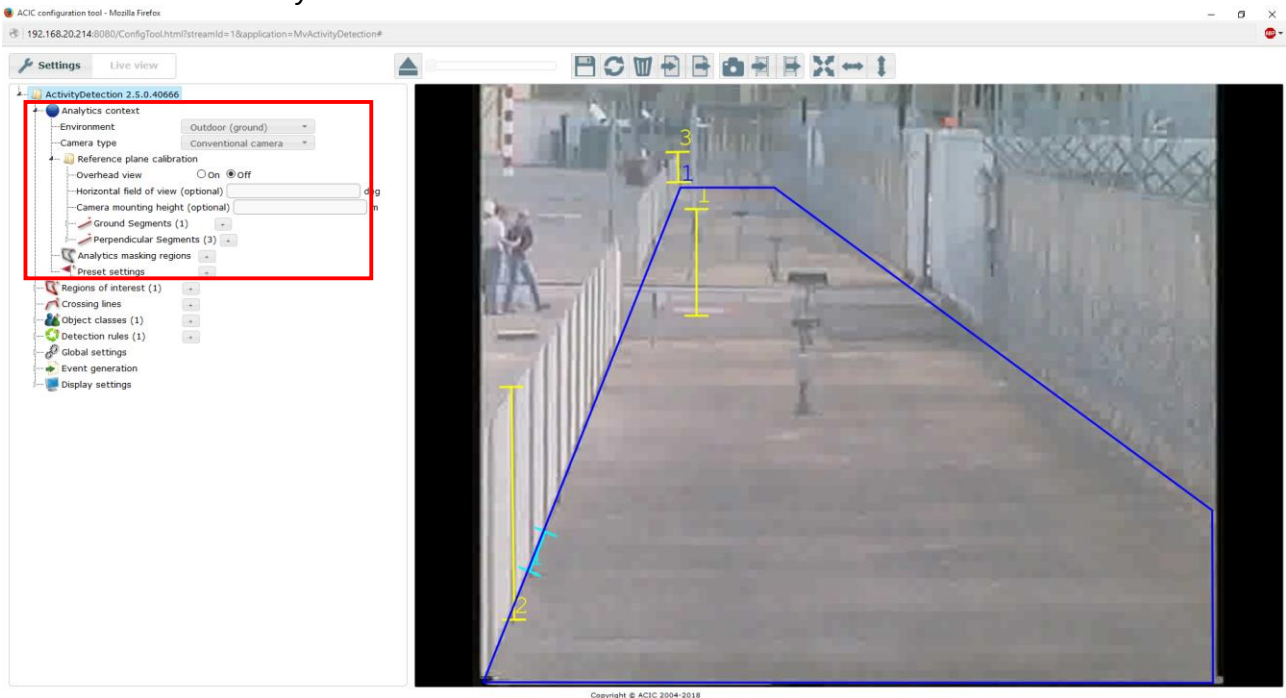 ACIC configuration tool - Mozilla Firefox
192.168.20.214:8080/ConfigTool.html?streamId=1&application=MvActivityDetection#
ABP
Settings Live view
ActivityDetection 2.5.0.40666
Analytics context
Environment Outdoor (ground)
Camera type Conventional camera
Reference plane calibration
Overhead view On Off
Horizontal field of view (optional) deg
Camera mounting height (optional) m
Ground Segments (1)
Perpendicular Segments (3)
Analytics masking regions
Preset settings
Regions of interest (1)
Crossing lines
Object classes (1)
Detection rules (1)
Global settings
Event generation
Display settings
3
1
1
1
2
Copyright © ACIC 2004-2018